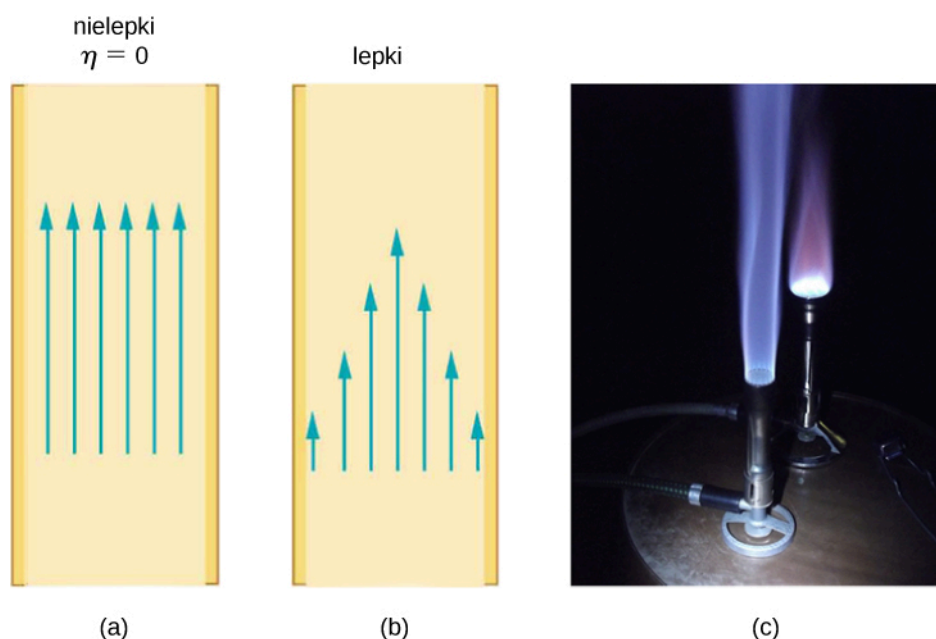 nielepki
η = 0
lepki
(a)
(b)
(c)